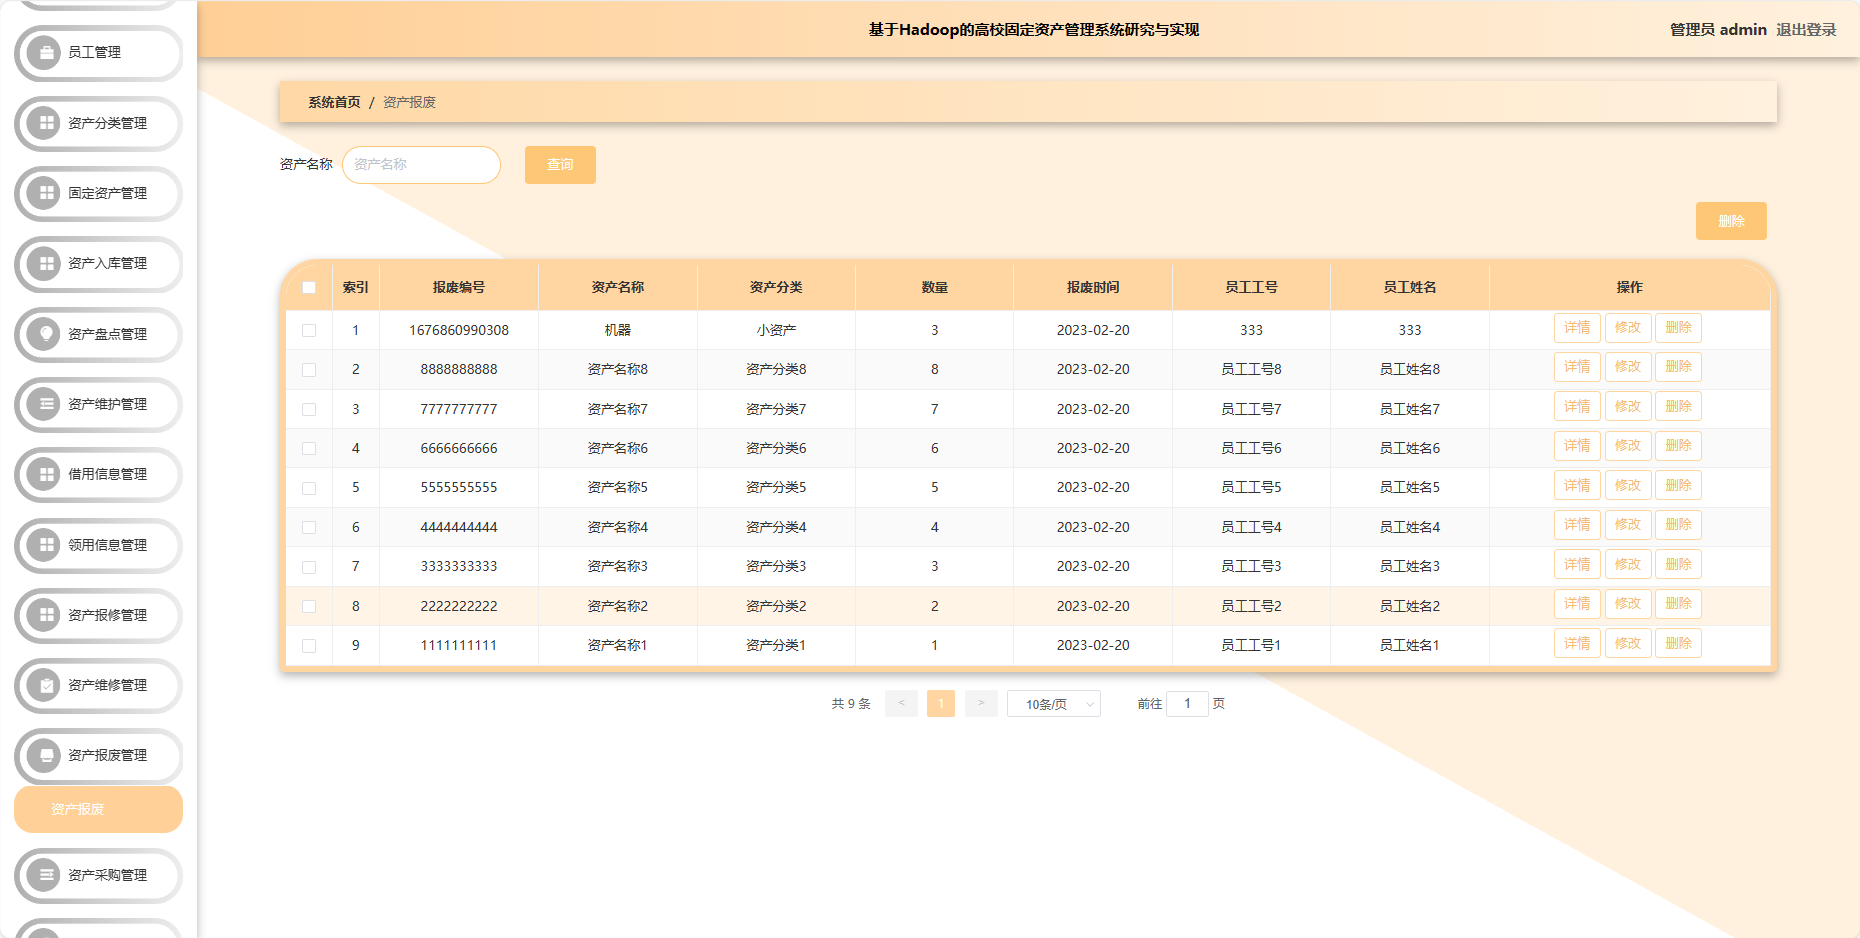 基于Hadoop的高校固定资产管理系统研究与实现
管理员 admin 退出登录
员工管理
资产分类管理
固定资产管理
资产入库管理
资产盘点管理
资产维护管理
借用信息管理
领用信息管理
资产报修管理
资产维修管理
资产报废管理
资产报废
资产采购管理
系统首页 / 资产报废
资产名称 资产名称 查询
删除
索引 报废编号 资产名称 资产分类 数量 报废时间 员工工号 员工姓名 操作
1 1676860990308 机器 小资产 3 2023-02-20 333 333 详情 修改 删除
2 8888888888 资产名称8 资产分类8 8 2023-02-20 员工工号8 员工姓名8 详情 修改 删除
3 7777777777 资产名称7 资产分类7 7 2023-02-20 员工工号7 员工姓名7 详情 修改 删除
4 6666666666 资产名称6 资产分类6 6 2023-02-20 员工工号6 员工姓名6 详情 修改 删除
5 5555555555 资产名称5 资产分类5 5 2023-02-20 员工工号5 员工姓名5 详情 修改 删除
6 4444444444 资产名称4 资产分类4 4 2023-02-20 员工工号4 员工姓名4 详情 修改 删除
7 3333333333 资产名称3 资产分类3 3 2023-02-20 员工工号3 员工姓名3 详情 修改 删除
8 2222222222 资产名称2 资产分类2 2 2023-02-20 员工工号2 员工姓名2 详情 修改 删除
9 1111111111 资产名称1 资产分类1 1 2023-02-20 员工工号1 员工姓名1 详情 修改 删除
共 9 条 < 1 > 10条/页 前往 1 页